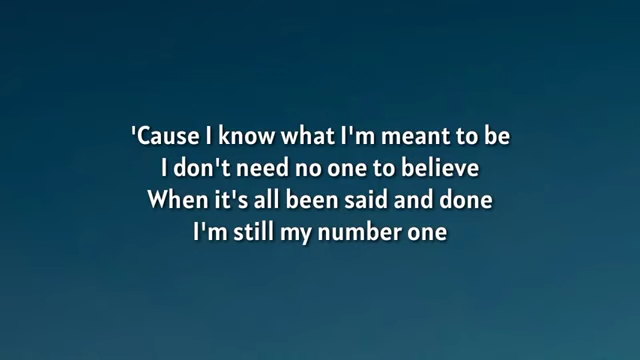 'Cause I know what I'm meant to be
I don't need no one to believe
When it's all been said and done
I'm still my number one